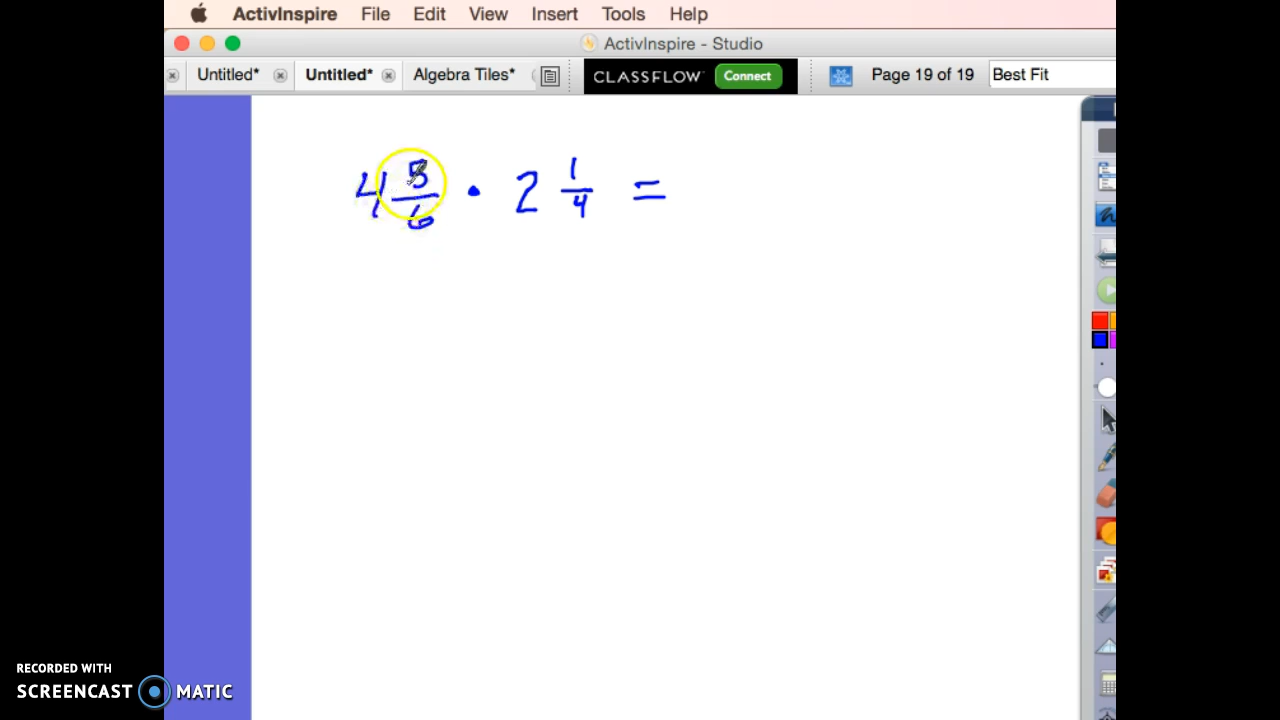 ActivInspire File Edit View Insert Tools Help
ActivInspire - Studio
Untitled* Untitled* Algebra Tiles* CLASSFLOW Connect Page 19 of 19 Best Fit
4 5/6 • 2 1/4 =
RECORDED WITH
SCREENCAST MATIC